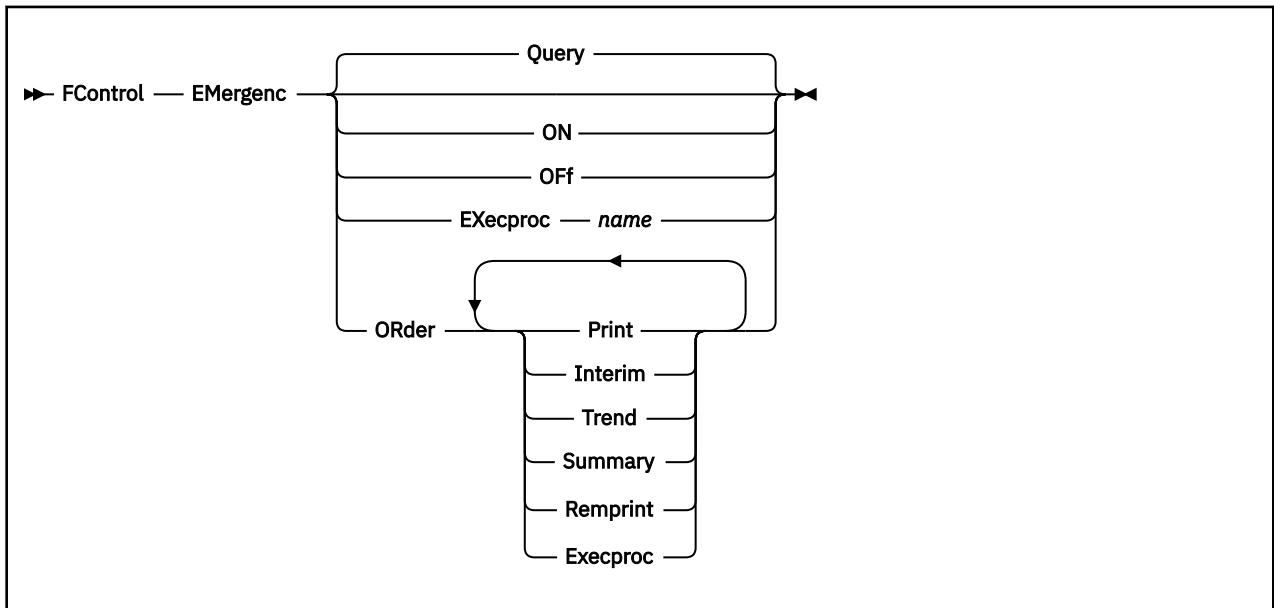 Query
FControl EMergenc
ON
OFf
EXecproc name
ORder Print
Interim
Trend
Summary
Remprint
Execproc